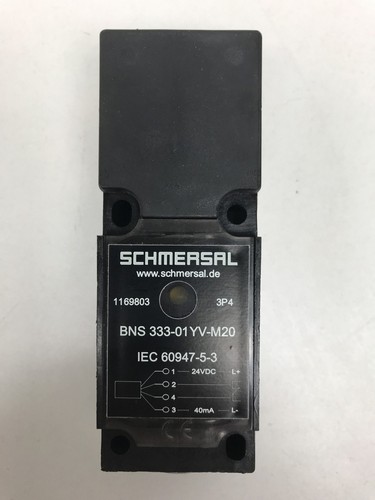 SCHMERSAL
www.schmersal.de
1169803 3P4
BNS 333-01YV-M20
IEC 60947-5-3
1 24VDC L+
2
4
3 40mA L-
CE